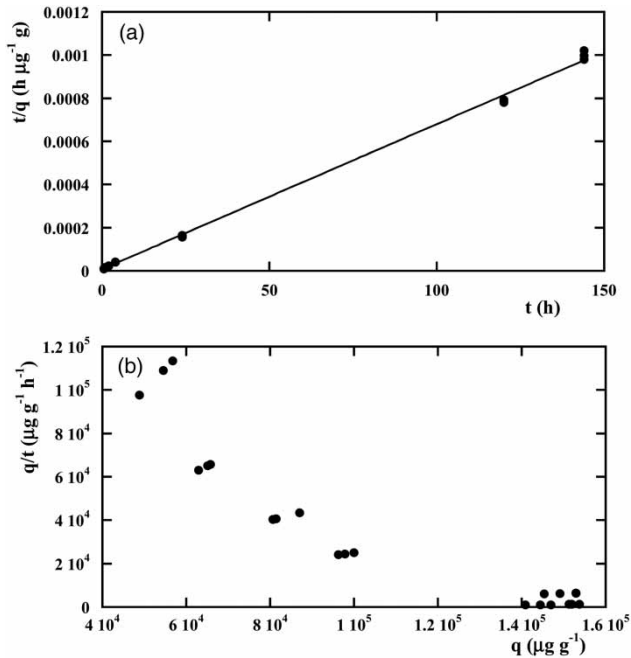 (a)
t/q (h µg⁻¹ g)
0.0012
0.001
0.0008
0.0006
0.0004
0.0002
0
0 50 100 150
t (h)
(b)
q/t (µg g⁻¹ h⁻¹)
1.2 10⁵
1 10⁵
8 10⁴
6 10⁴
4 10⁴
2 10⁴
0
4 10⁴ 6 10⁴ 8 10⁴ 1 10⁵ 1.2 10⁵ 1.4 10⁵ 1.6 10⁵
q (µg g⁻¹)